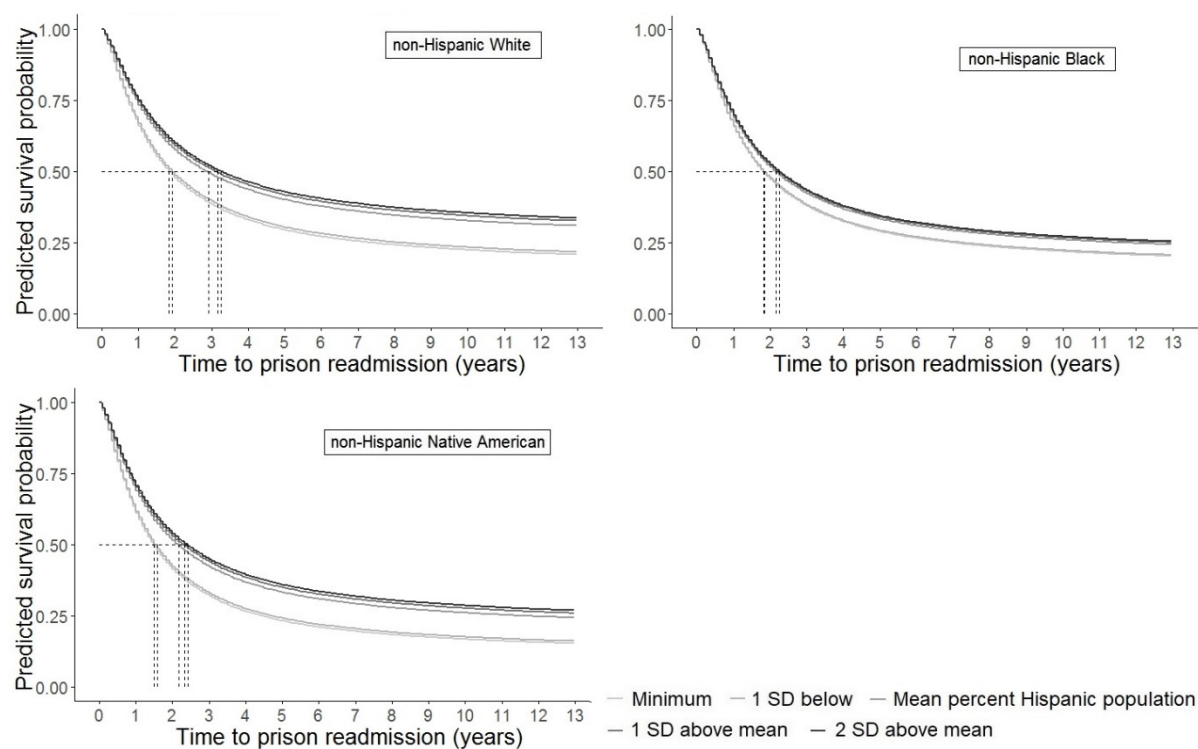 non-Hispanic White
Predicted survival probability
1.00
0.75
0.50
0.25
0.00
0 1 2 3 4 5 6 7 8 9 10 11 12 13
Time to prison readmission (years)
non-Hispanic Black
1.00
0.75
0.50
0.25
0.00
0 1 2 3 4 5 6 7 8 9 10 11 12 13
Time to prison readmission (years)
non-Hispanic Native American
Predicted survival probability
1.00
0.75
0.50
0.25
0.00
0 1 2 3 4 5 6 7 8 9 10 11 12 13
Time to prison readmission (years)
Minimum 1 SD below Mean percent Hispanic population
1 SD above mean 2 SD above mean